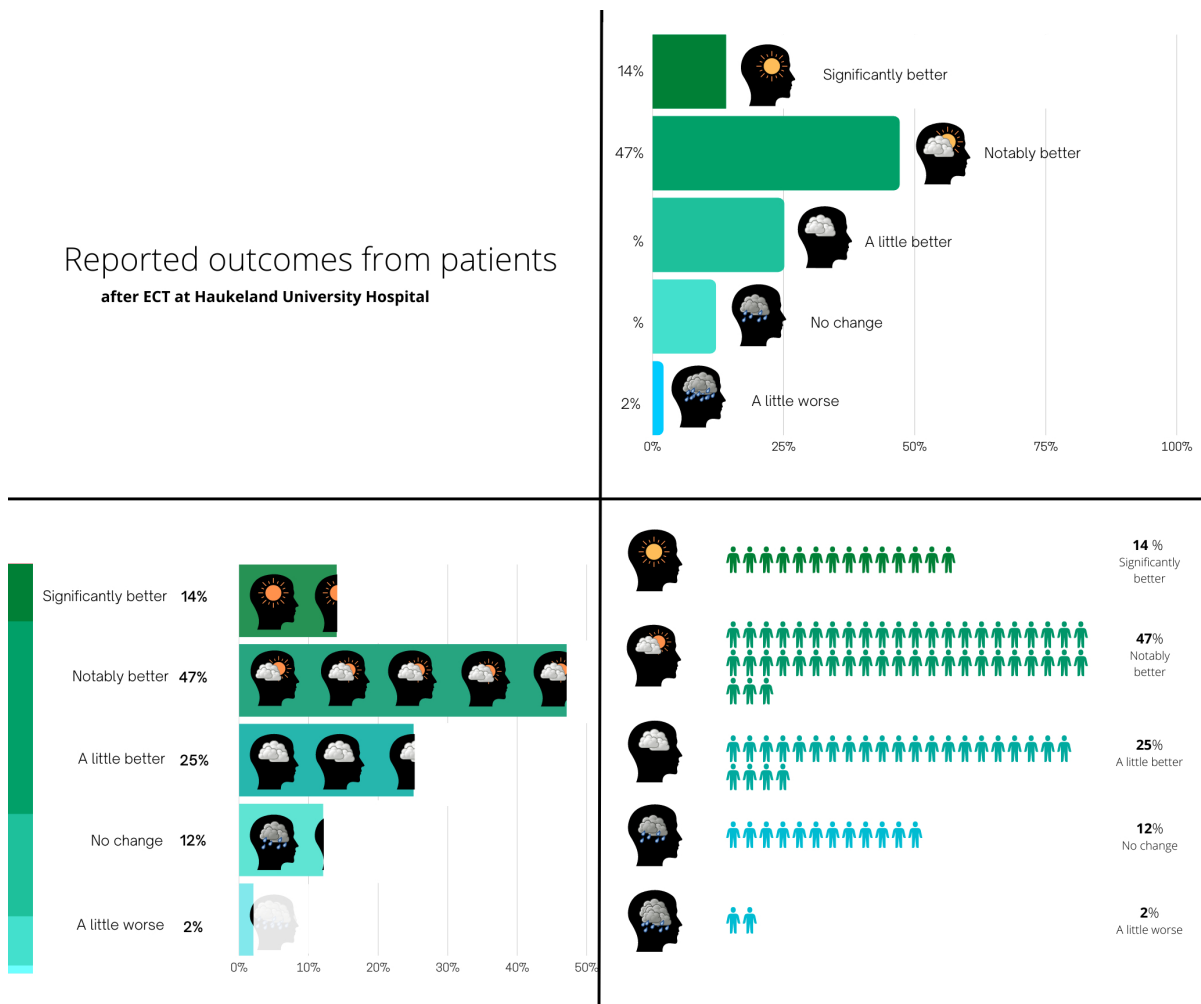 Reported outcomes from patients
after ECT at Haukeland University Hospital
14%
Significantly better
47%
Notably better
%
A little better
%
No change
2%
A little worse
0% 25% 50% 75% 100%
Significantly better 14%
Notably better 47%
A little better 25%
No change 12%
A little worse 2%
0% 10% 20% 30% 40% 50%
14 %
Significantly
better
47%
Notably
better
25%
A little better
12%
No change
2%
A little worse